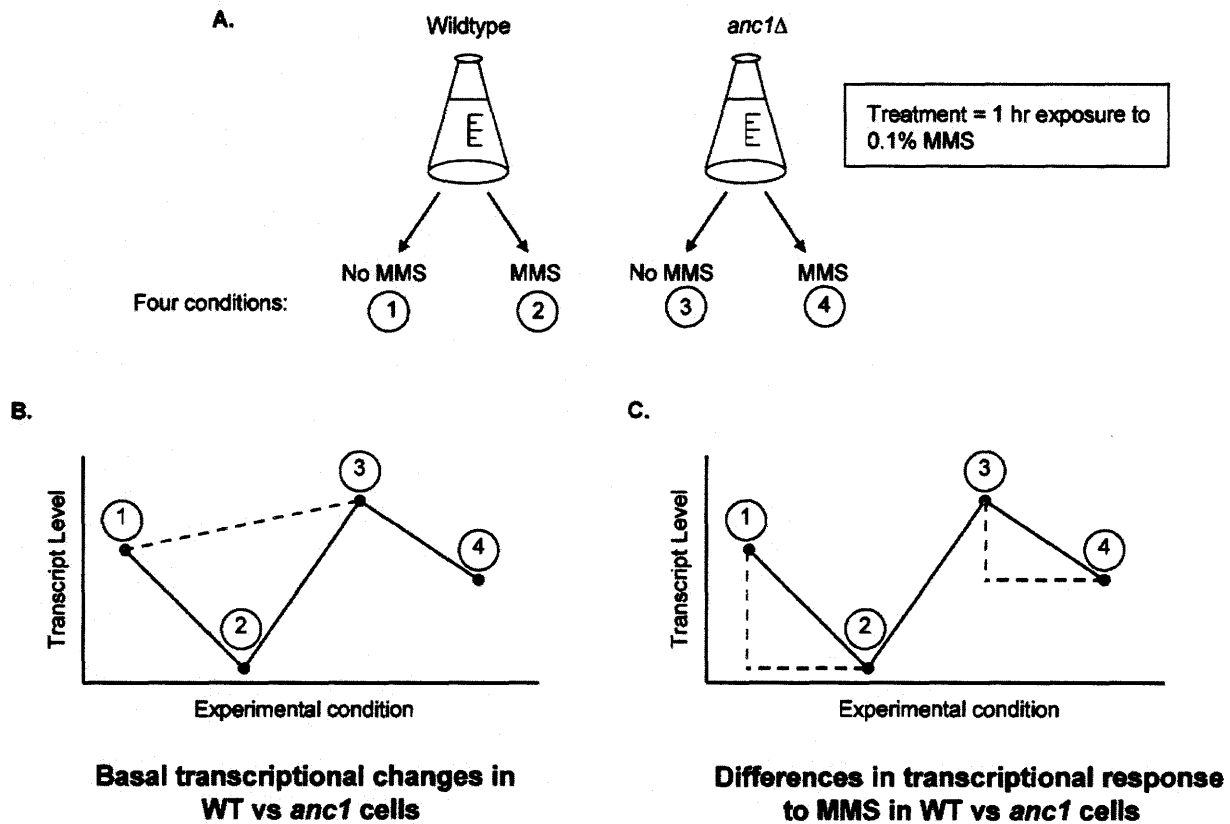 A.
Wildtype
anc1Δ
Treatment = 1 hr exposure to
0.1% MMS
No MMS
MMS
No MMS
MMS
Four conditions:
1
2
3
4
B.
Transcript Level
1
2
3
4
Experimental condition
Basal transcriptional changes in
WT vs anc1 cells
C.
Transcript Level
1
2
3
4
Experimental condition
Differences in transcriptional response
to MMS in WT vs anc1 cells